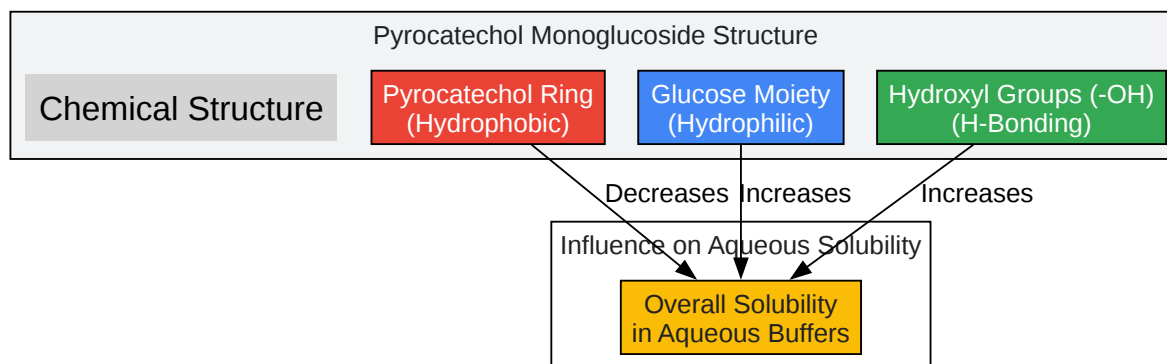 Pyrocatechol Monoglucoside Structure
Chemical Structure
Pyrocatechol Ring
(Hydrophobic)
Glucose Moiety
(Hydrophilic)
Hydroxyl Groups (-OH)
(H-Bonding)
Decreases
Increases
Increases
Influence on Aqueous Solubility
Overall Solubility
in Aqueous Buffers